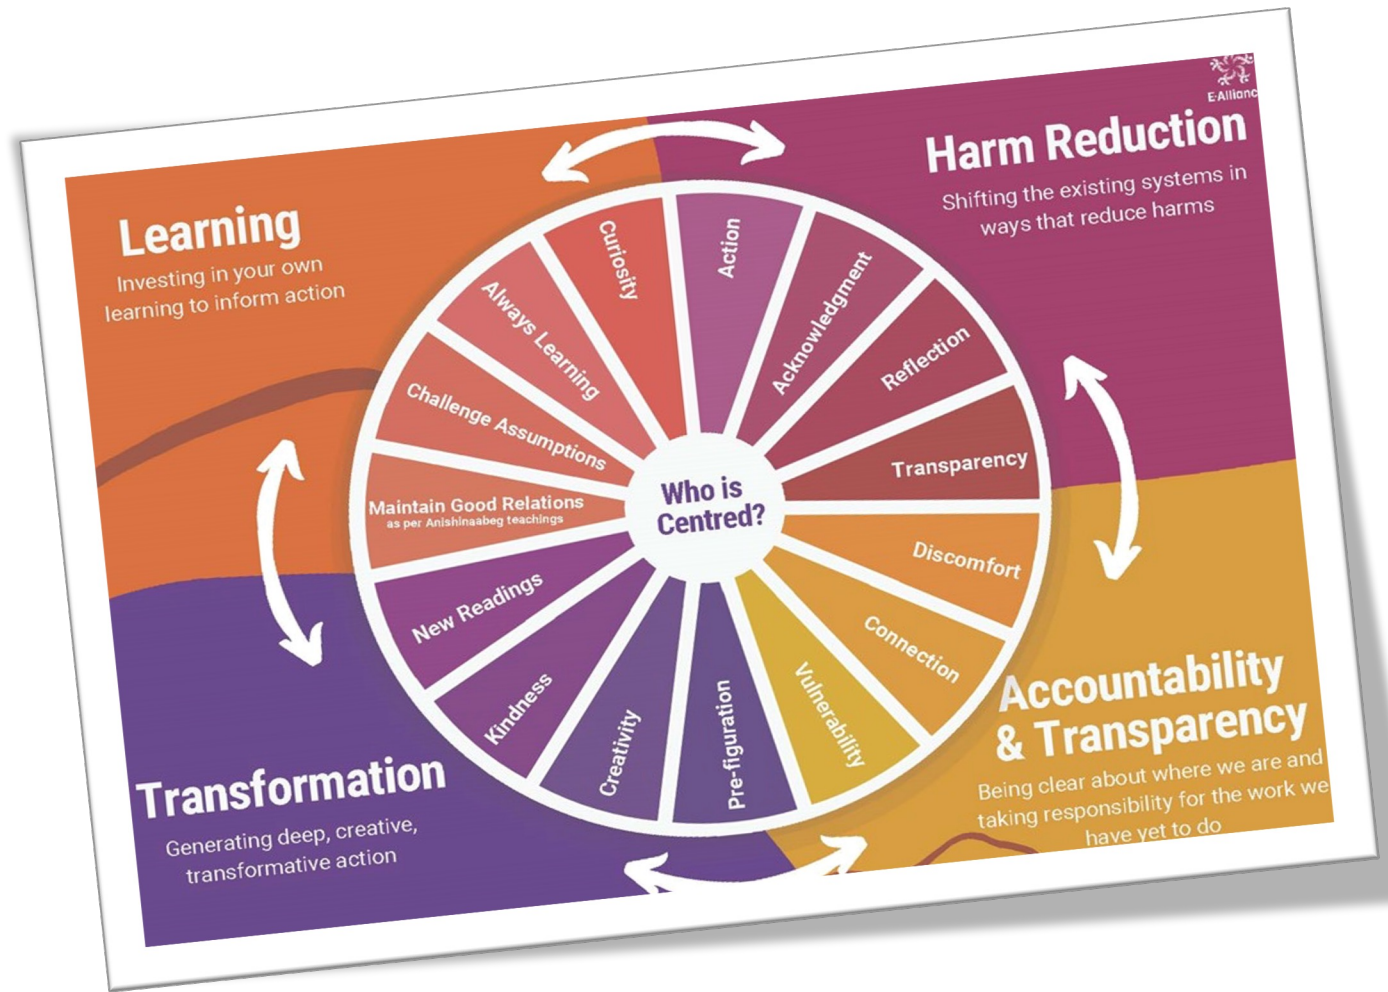 E-Allianc
Harm Reduction
Shifting the existing systems in
ways that reduce harms
Learning
Investing in your own
learning to inform action
Curiosity
Action
Acknowledgment
Reflection
Transparency
Discomfort
Connection
Vulnerability
Pre-figuration
Creativity
Kindness
New Readings
Maintain Good Relations
as per Anishinaabeg teachings
Challenge Assumptions
Always Learning
Who is
Centred?
Accountability
& Transparency
Being clear about where we are and
taking responsibility for the work we
have yet to do
Transformation
Generating deep, creative,
transformative action